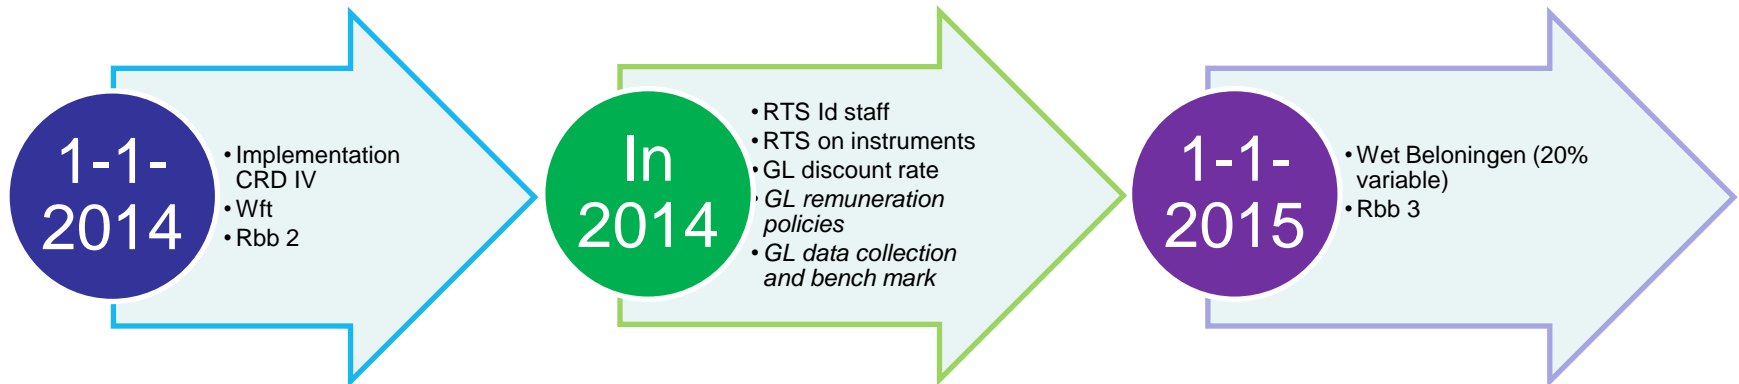 1-1-
2014
• Implementation
CRD IV
• Wft
• Rbb 2
In
2014
• RTS Id staff
• RTS on instruments
• GL discount rate
• GL remuneration
policies
• GL data collection
and bench mark
1-1-
2015
• Wet Beloningen (20%
variable)
• Rbb 3